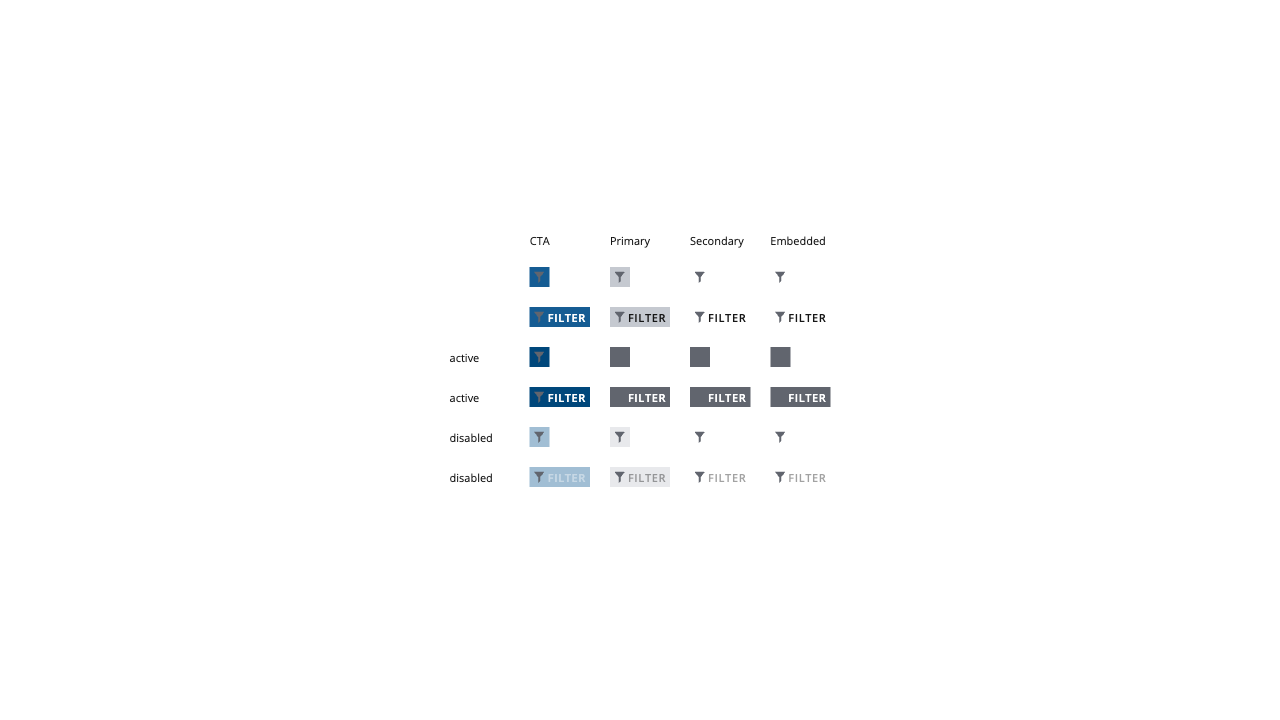 CTA Primary Secondary Embedded
FILTER FILTER FILTER FILTER
active
active FILTER FILTER FILTER FILTER
disabled
disabled FILTER FILTER FILTER FILTER